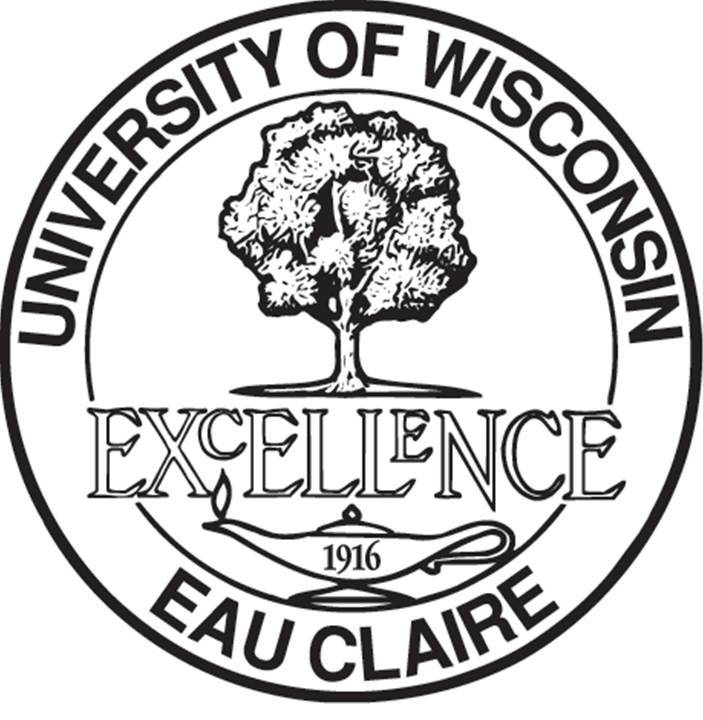 UNIVERSITY OF WISCONSIN
EXCELLENCE
1916
EAU CLAIRE